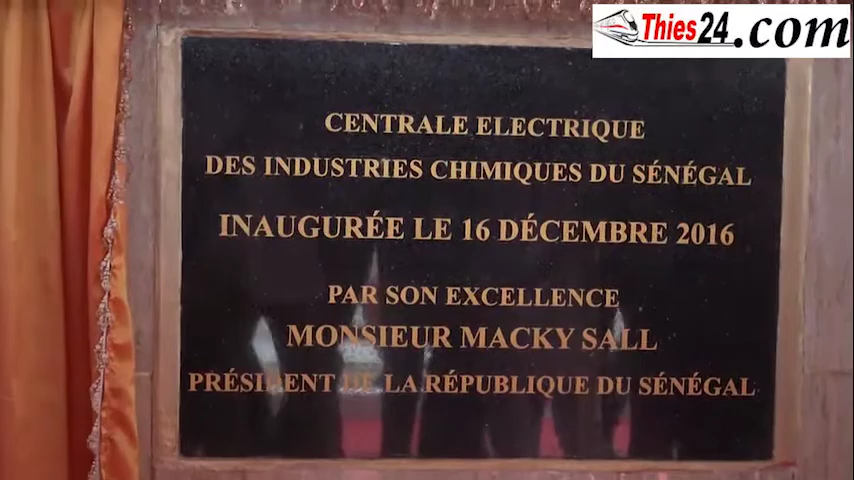 Thies24.com
CENTRALE ELECTRIQUE
DES INDUSTRIES CHIMIQUES DU SÉNÉGAL
INAUGURÉE LE 16 DÉCEMBRE 2016
PAR SON EXCELLENCE
MONSIEUR MACKY SALL
PRÉSIDENT DE LA RÉPUBLIQUE DU SÉNÉGAL